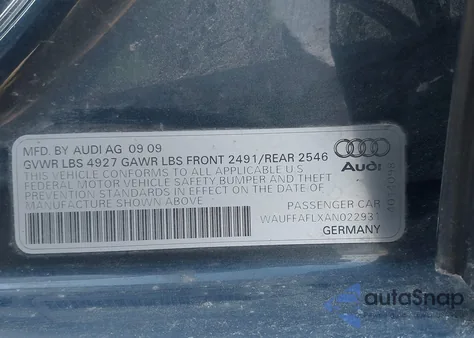 MFD. BY AUDI AG 09 09
GVWR LBS 4927 GAWR LBS FRONT 2491/REAR 2546
THIS VEHICLE CONFORMS TO ALL APPLICABLE U S
FEDERAL MOTOR VEHICLE SAFETY BUMPER AND THEFT
PREVENTION STANDARDS IN EFFECT ON THE DATE OF
MANUFACTURE SHOWN ABOVE
Audi
PASSENGER CAR
WAUFFAFLXAN022931
GERMANY
autoSnap